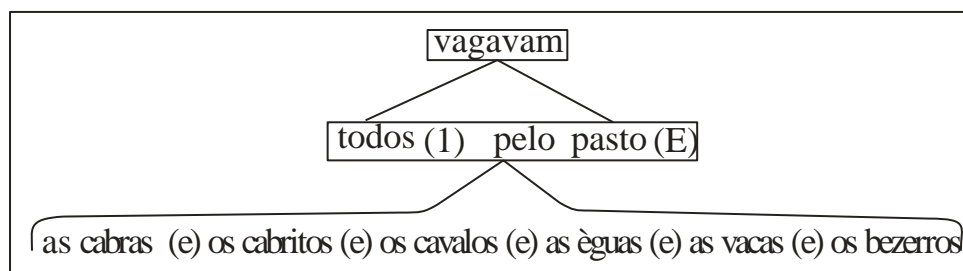 vagavam
todos (1) pelo pasto (E)
as cabras (e) os cabritos (e) os cavalos (e) as èguas (e) as vacas (e) os bezerros